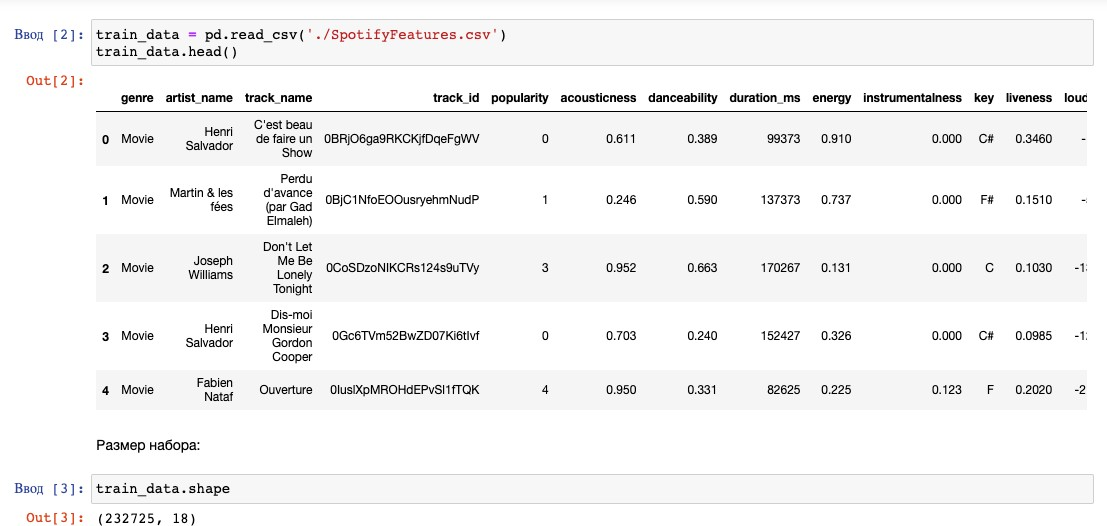 Ввод [2]: train_data = pd.read_csv('./SpotifyFeatures.csv')
train_data.head()
Out[2]:
genre artist_name track_name track_id popularity acousticness danceability duration_ms energy instrumentalness key liveness loud
0 Movie Henri Salvador C'est beau de faire un Show 0BRjO6ga9RKCKjfDqeFgWV 0 0.611 0.389 99373 0.910 0.000 C# 0.3460 -
1 Movie Martin & les fées Perdu d'avance (par Gad Elmaleh) 0BjC1NfoEOOusryehmNudP 1 0.246 0.590 137373 0.737 0.000 F# 0.1510 -
2 Movie Joseph Williams Don't Let Me Be Lonely Tonight 0CoSDzoNIKCRs124s9uTVy 3 0.952 0.663 170267 0.131 0.000 C 0.1030 -1
3 Movie Henri Salvador Dis-moi Monsieur Gordon Cooper 0Gc6TVm52BwZD07Ki6tIvf 0 0.703 0.240 152427 0.326 0.000 C# 0.0985 -1
4 Movie Fabien Nataf Ouverture 0IuslXpMROHdEPvSl1fTQK 4 0.950 0.331 82625 0.225 0.123 F 0.2020 -2
Размер набора:
Ввод [3]: train_data.shape
Out[3]: (232725, 18)